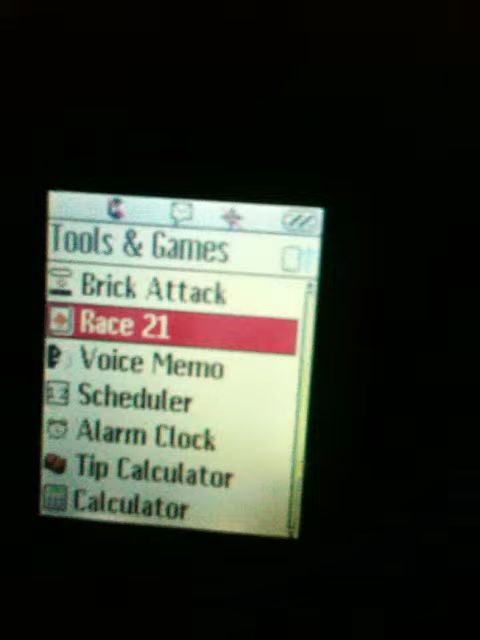 Tools & Games
Brick Attack
Race 21
Voice Memo
Scheduler
Alarm Clock
Tip Calculator
Calculator